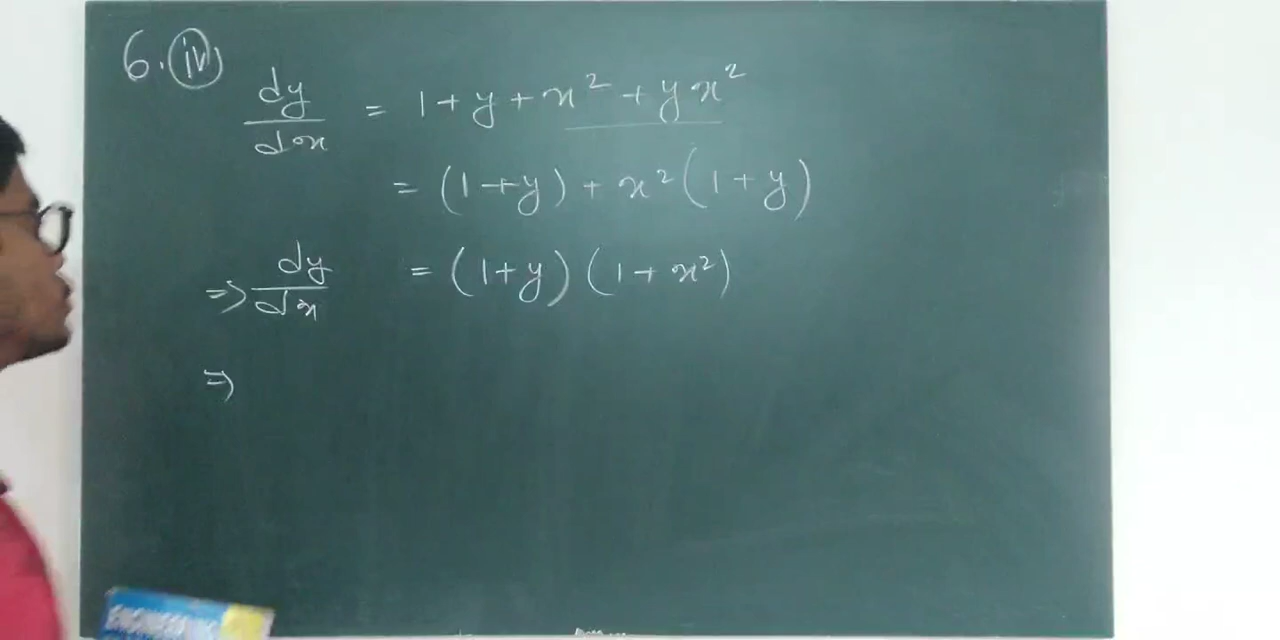 6. (iv)
dy/dx = 1 + y + x² + yx²
= (1+y) + x² (1+y)
⇒ dy/dx = (1+y) (1+x²)
⇒